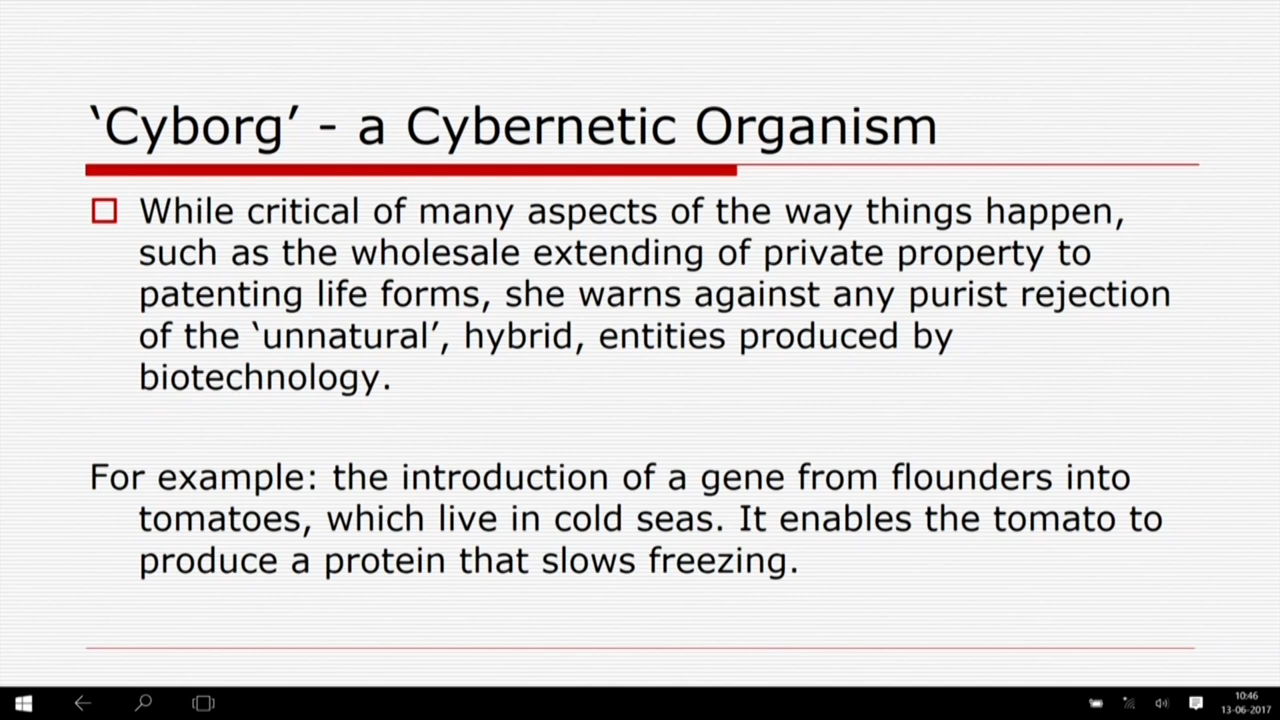 ‘Cyborg’ - a Cybernetic Organism
While critical of many aspects of the way things happen,
such as the wholesale extending of private property to
patenting life forms, she warns against any purist rejection
of the ‘unnatural’, hybrid, entities produced by
biotechnology.
For example: the introduction of a gene from flounders into
tomatoes, which live in cold seas. It enables the tomato to
produce a protein that slows freezing.
10:46
13-06-2017